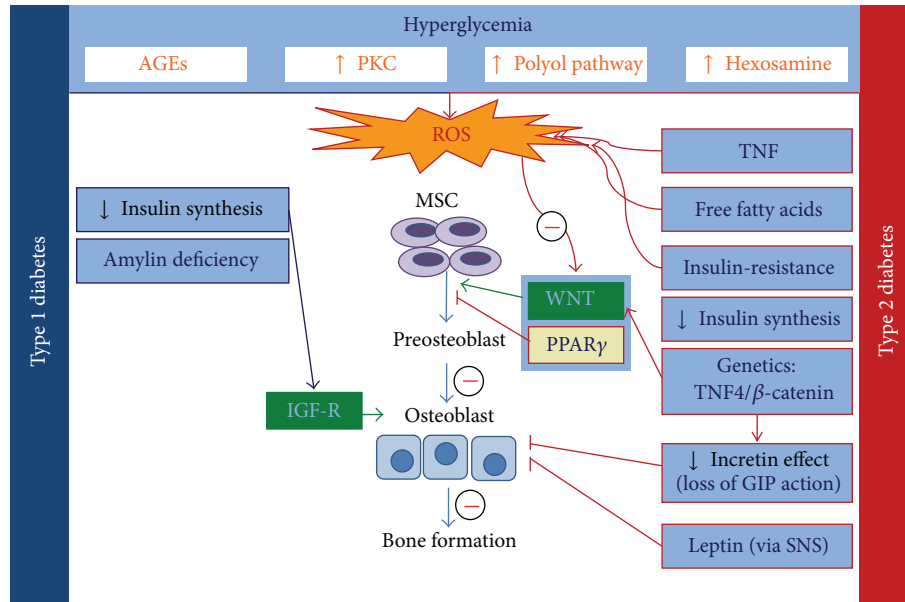 Hyperglycemia
AGEs
↑ PKC
↑ Polyol pathway
↑ Hexosamine
Type 1 diabetes
Type 2 diabetes
ROS
TNF
Free fatty acids
Insulin-resistance
↓ Insulin synthesis
Genetics:
TNF4/β-catenin
↓ Incretin effect
(loss of GIP action)
Leptin (via SNS)
↓ Insulin synthesis
Amylin deficiency
IGF-R
MSC
−
WNT
PPARγ
Preosteoblast
−
Osteoblast
−
Bone formation